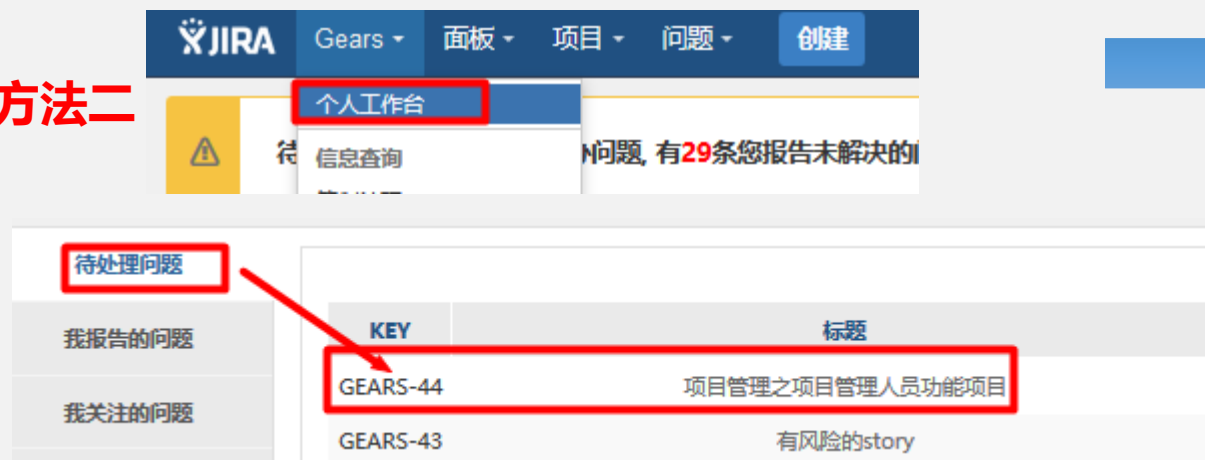 JIRA Gears 面板 项目 问题 创建
方法二
个人工作台
待
问题, 有29条您报告未解决的
信息查询
待处理问题
我报告的问题
我关注的问题
KEY 标题
GEARS-44 项目管理之项目管理人员功能项目
GEARS-43 有风险的story